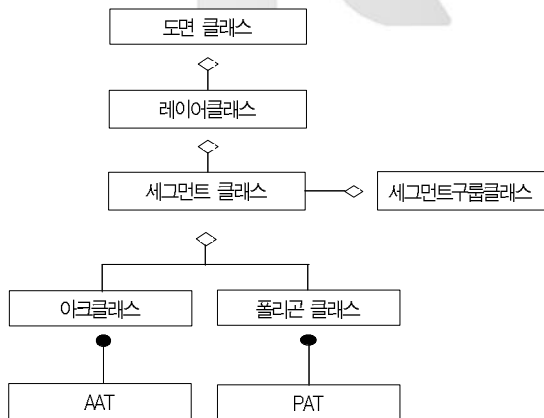 도면 클래스
레이어클래스
세그먼트 클래스
세그먼트구룹클래스
아크클래스
폴리곤 클래스
AAT
PAT